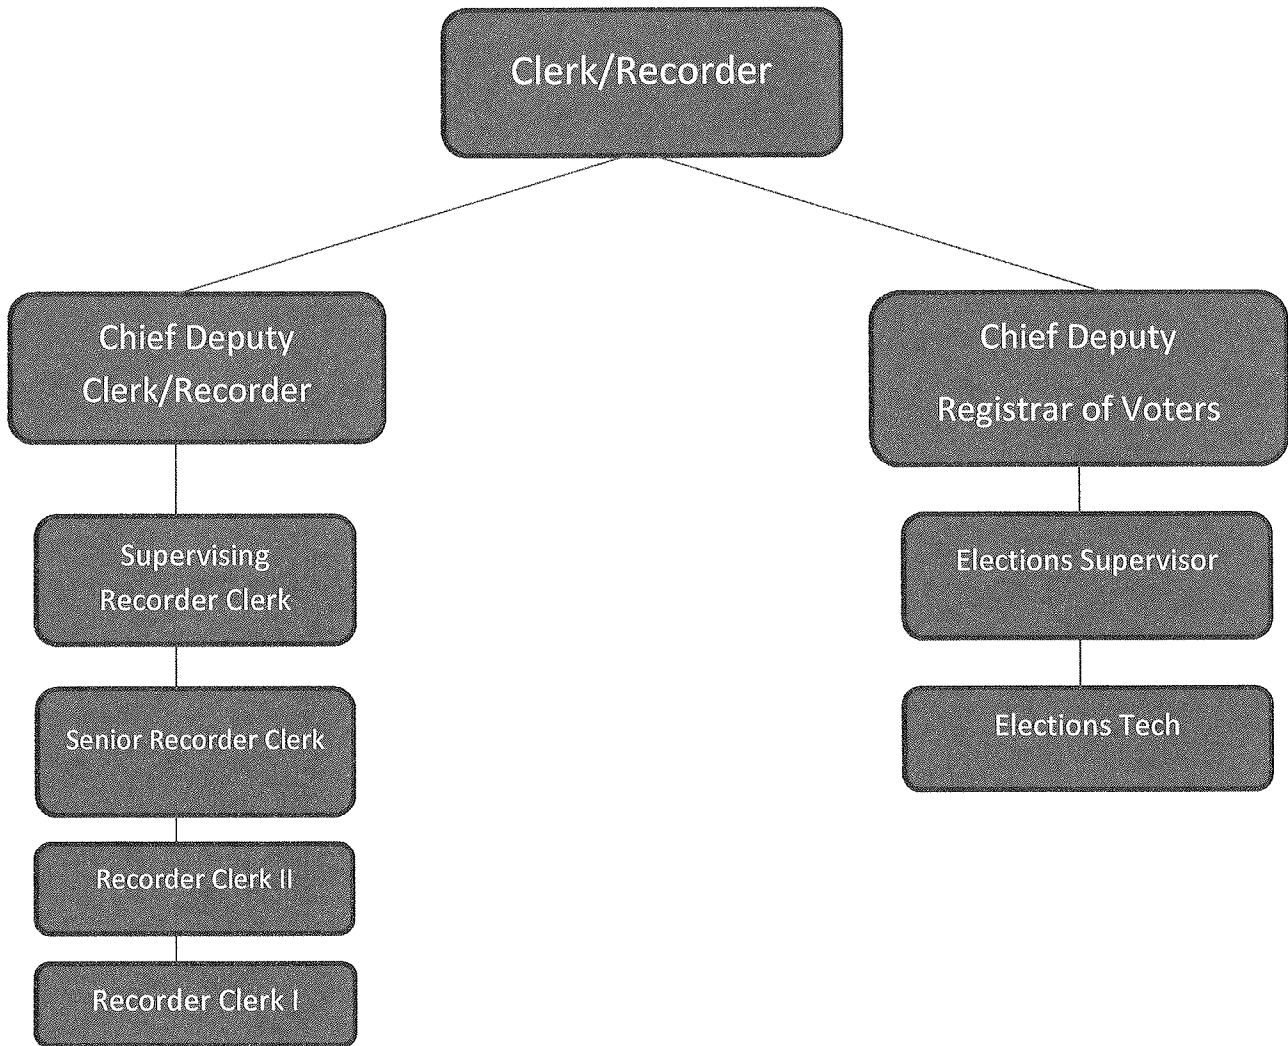 Clerk/Recorder
Chief Deputy
Clerk/Recorder
Supervising
Recorder Clerk
Senior Recorder Clerk
Recorder Clerk II
Recorder Clerk I
Chief Deputy
Registrar of Voters
Elections Supervisor
Elections Tech